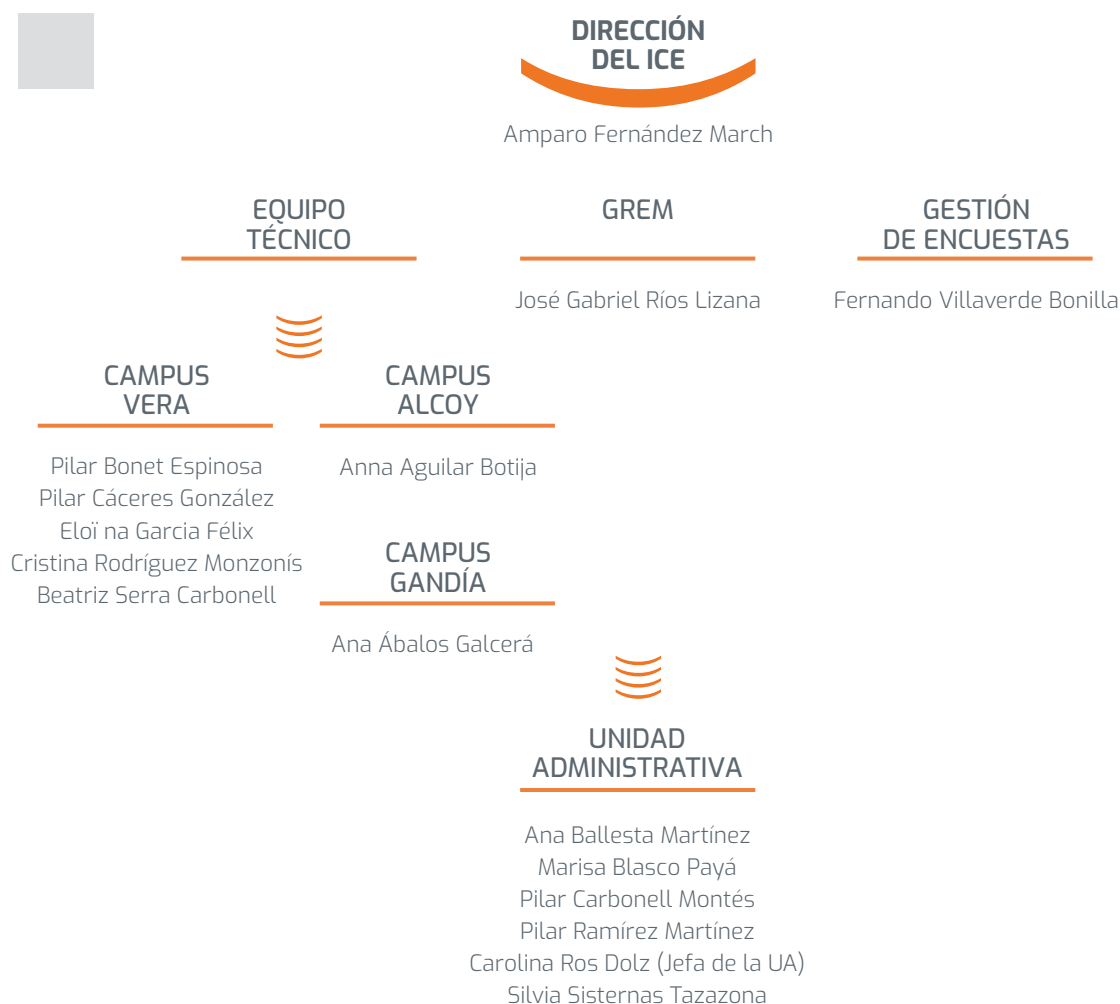 DIRECCIÓN
DEL ICE
Amparo Fernández March
EQUIPO
TÉCNICO
GREM
José Gabriel Ríos Lizana
GESTIÓN
DE ENCUESTAS
Fernando Villaverde Bonilla
CAMPUS
VERA
Pilar Bonet Espinosa
Pilar Cáceres González
Eloï na Garcia Félix
Cristina Rodríguez Monzonís
Beatriz Serra Carbonell
CAMPUS
ALCOY
Anna Aguilar Botija
CAMPUS
GANDÍA
Ana Ábalos Galcerá
UNIDAD
ADMINISTRATIVA
Ana Ballesta Martínez
Marisa Blasco Payá
Pilar Carbonell Montés
Pilar Ramírez Martínez
Carolina Ros Dolz (Jefa de la UA)
Silvia Sisternas Tazazona